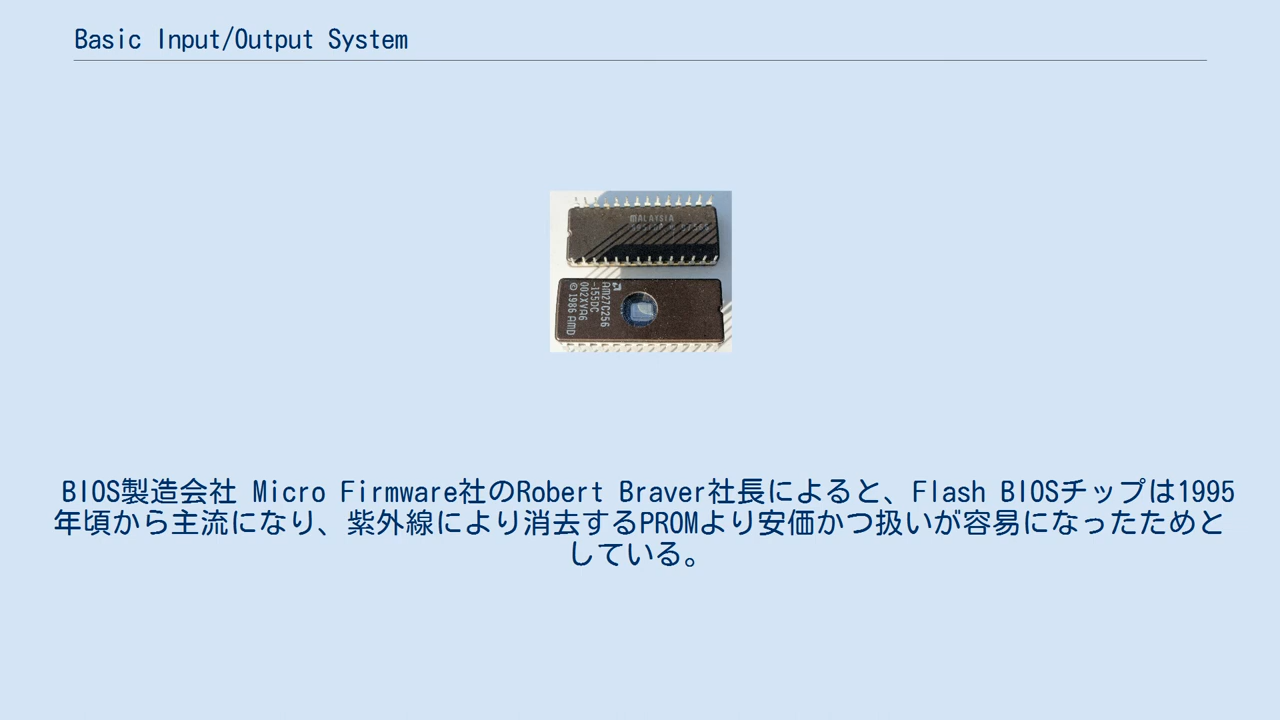 Basic Input/Output System
MALAYSIA
AM27C256
-155DC
002XVA6
© 1986 AMD
BIOS製造会社 Micro Firmware社のRobert Braver社長によると、Flash BIOSチップは1995
年頃から主流になり、紫外線により消去するPROMより安価かつ扱いが容易になったためと
している。